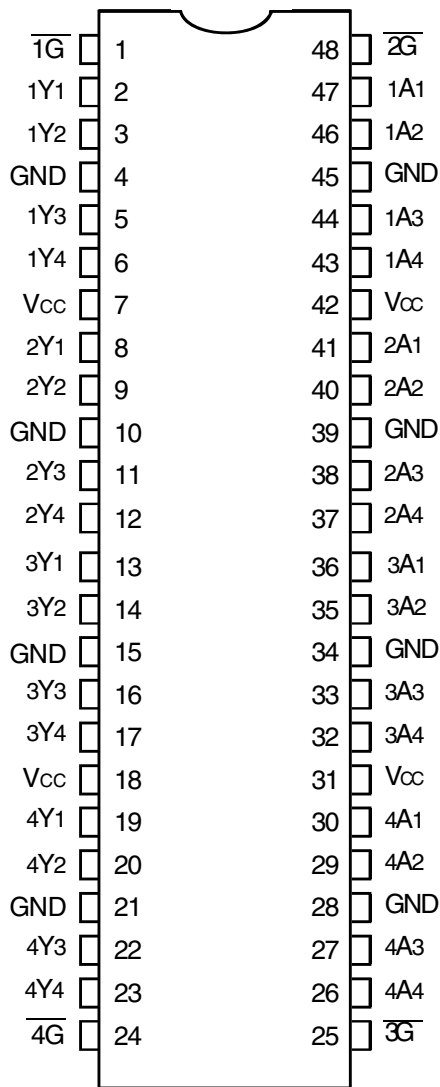 1G 1 48 2G
1Y1 2 47 1A1
1Y2 3 46 1A2
GND 4 45 GND
1Y3 5 44 1A3
1Y4 6 43 1A4
VCC 7 42 VCC
2Y1 8 41 2A1
2Y2 9 40 2A2
GND 10 39 GND
2Y3 11 38 2A3
2Y4 12 37 2A4
3Y1 13 36 3A1
3Y2 14 35 3A2
GND 15 34 GND
3Y3 16 33 3A3
3Y4 17 32 3A4
VCC 18 31 VCC
4Y1 19 30 4A1
4Y2 20 29 4A2
GND 21 28 GND
4Y3 22 27 4A3
4Y4 23 26 4A4
4G 24 25 3G